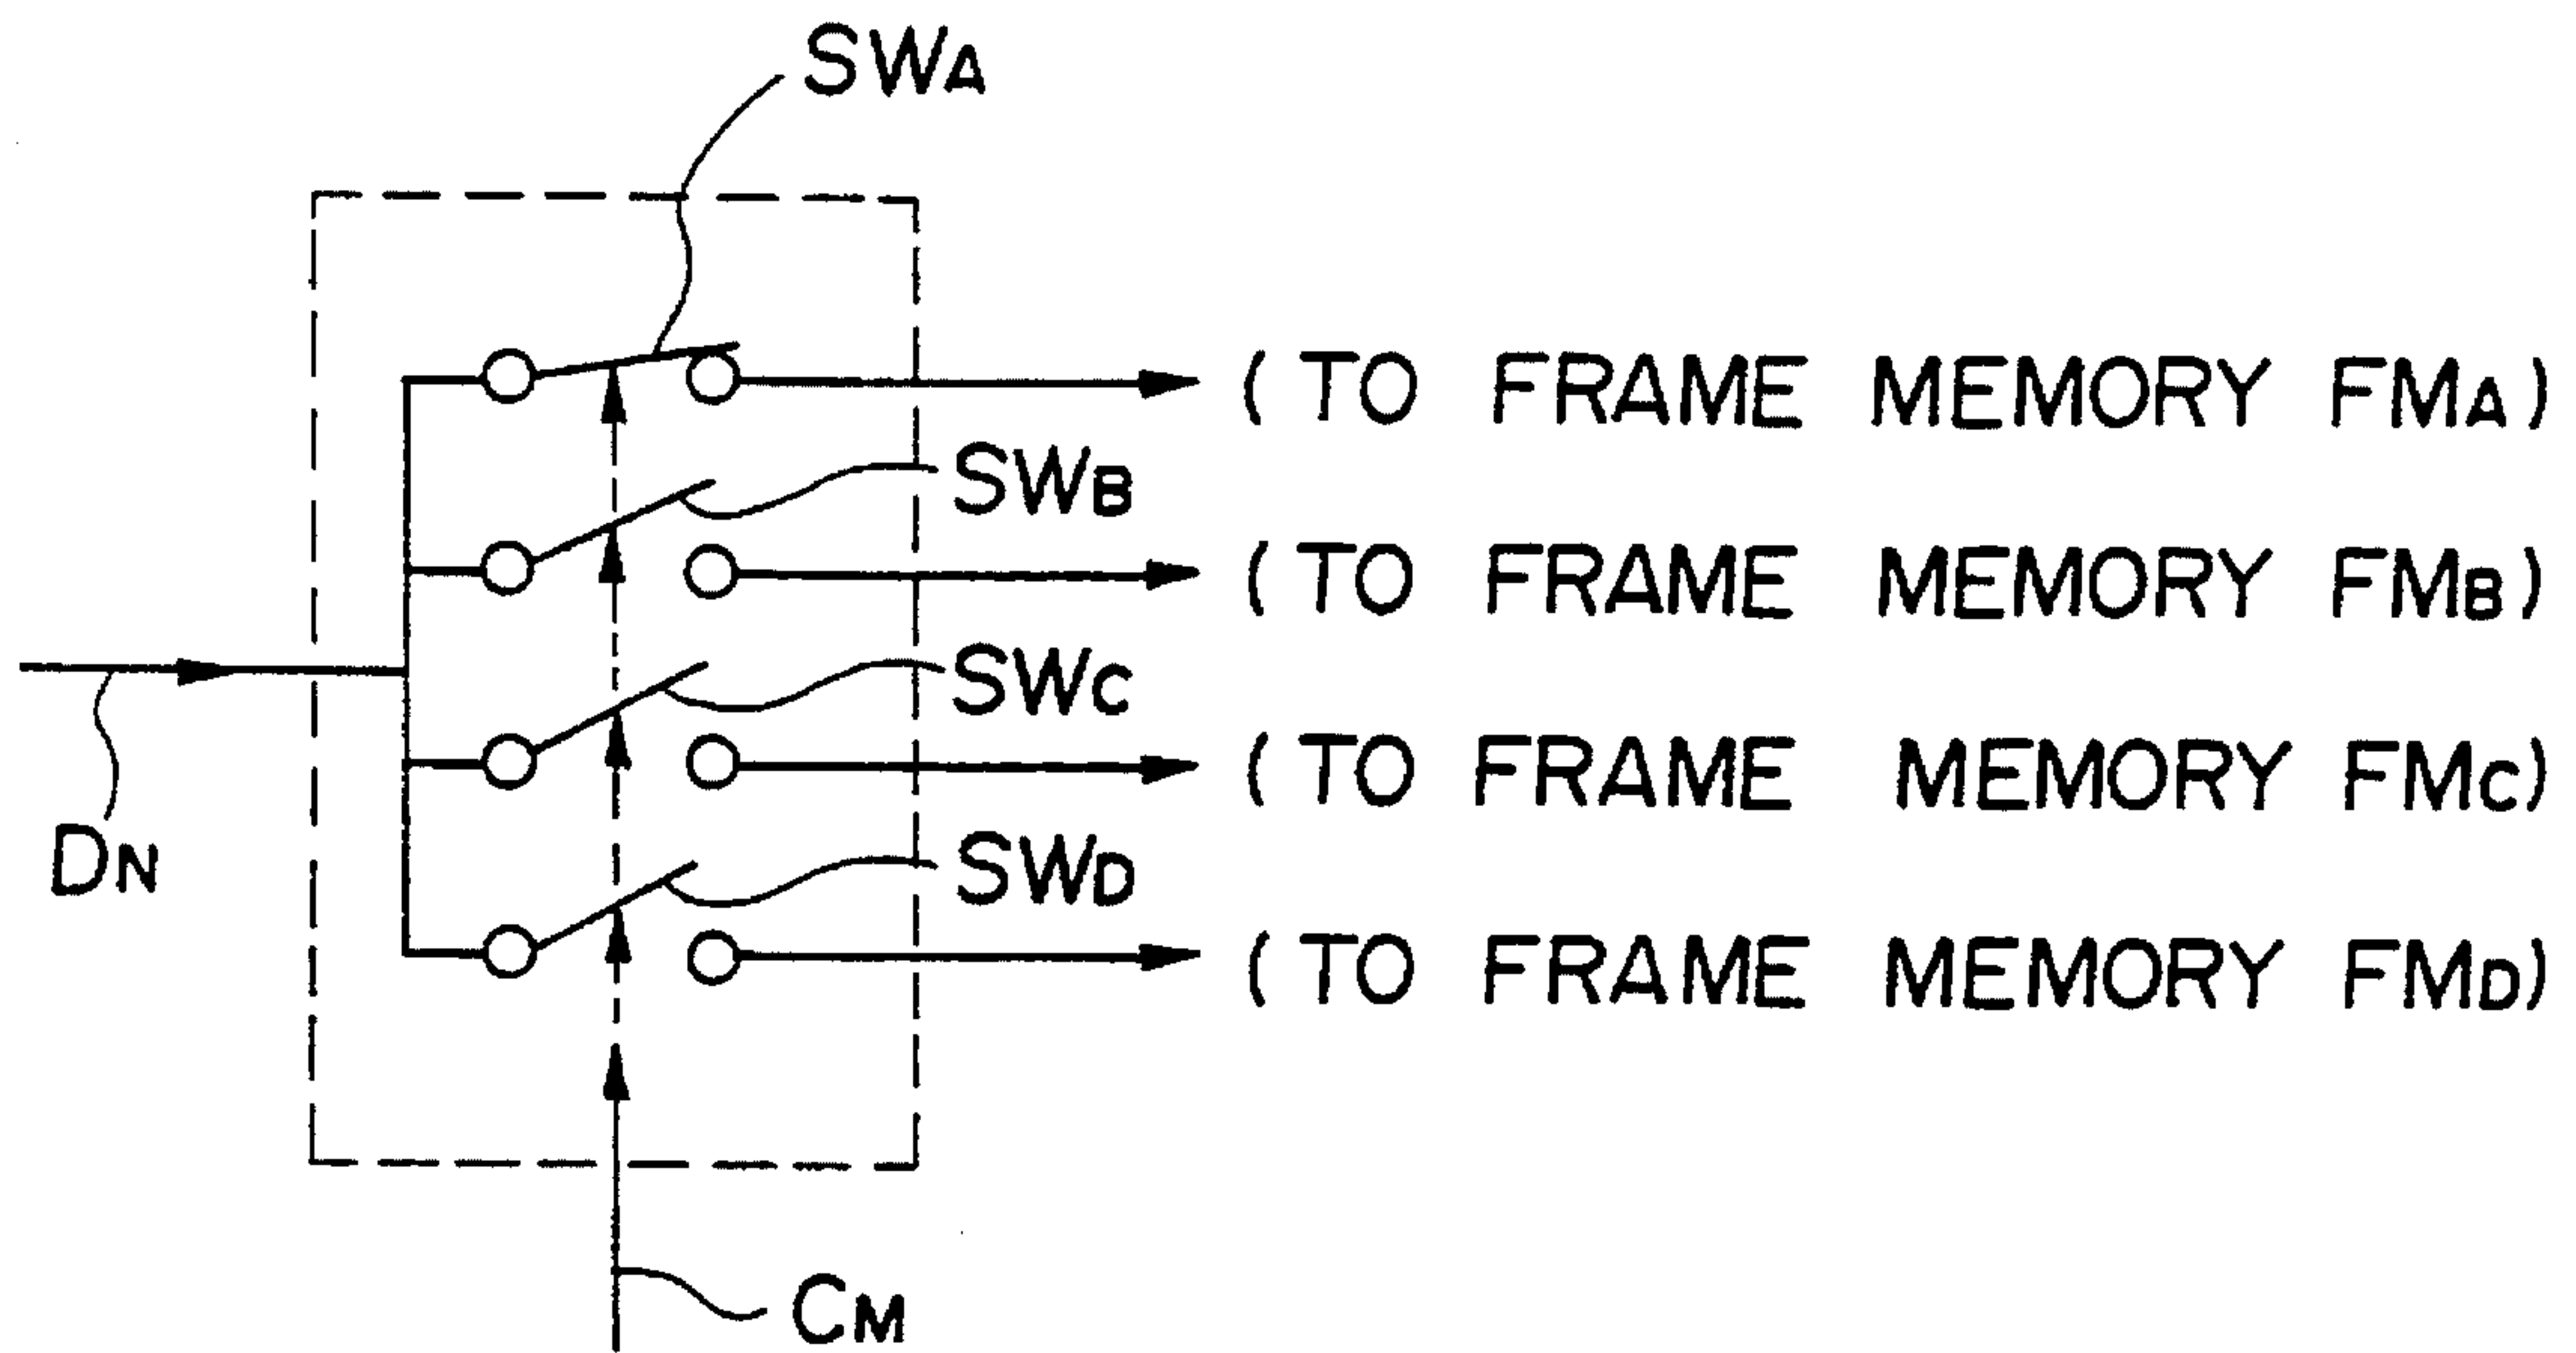 SWA
(TO FRAME MEMORY FMA)
SWB
(TO FRAME MEMORY FMB)
SWC
(TO FRAME MEMORY FMC)
DN
SWD
(TO FRAME MEMORY FMD)
CM